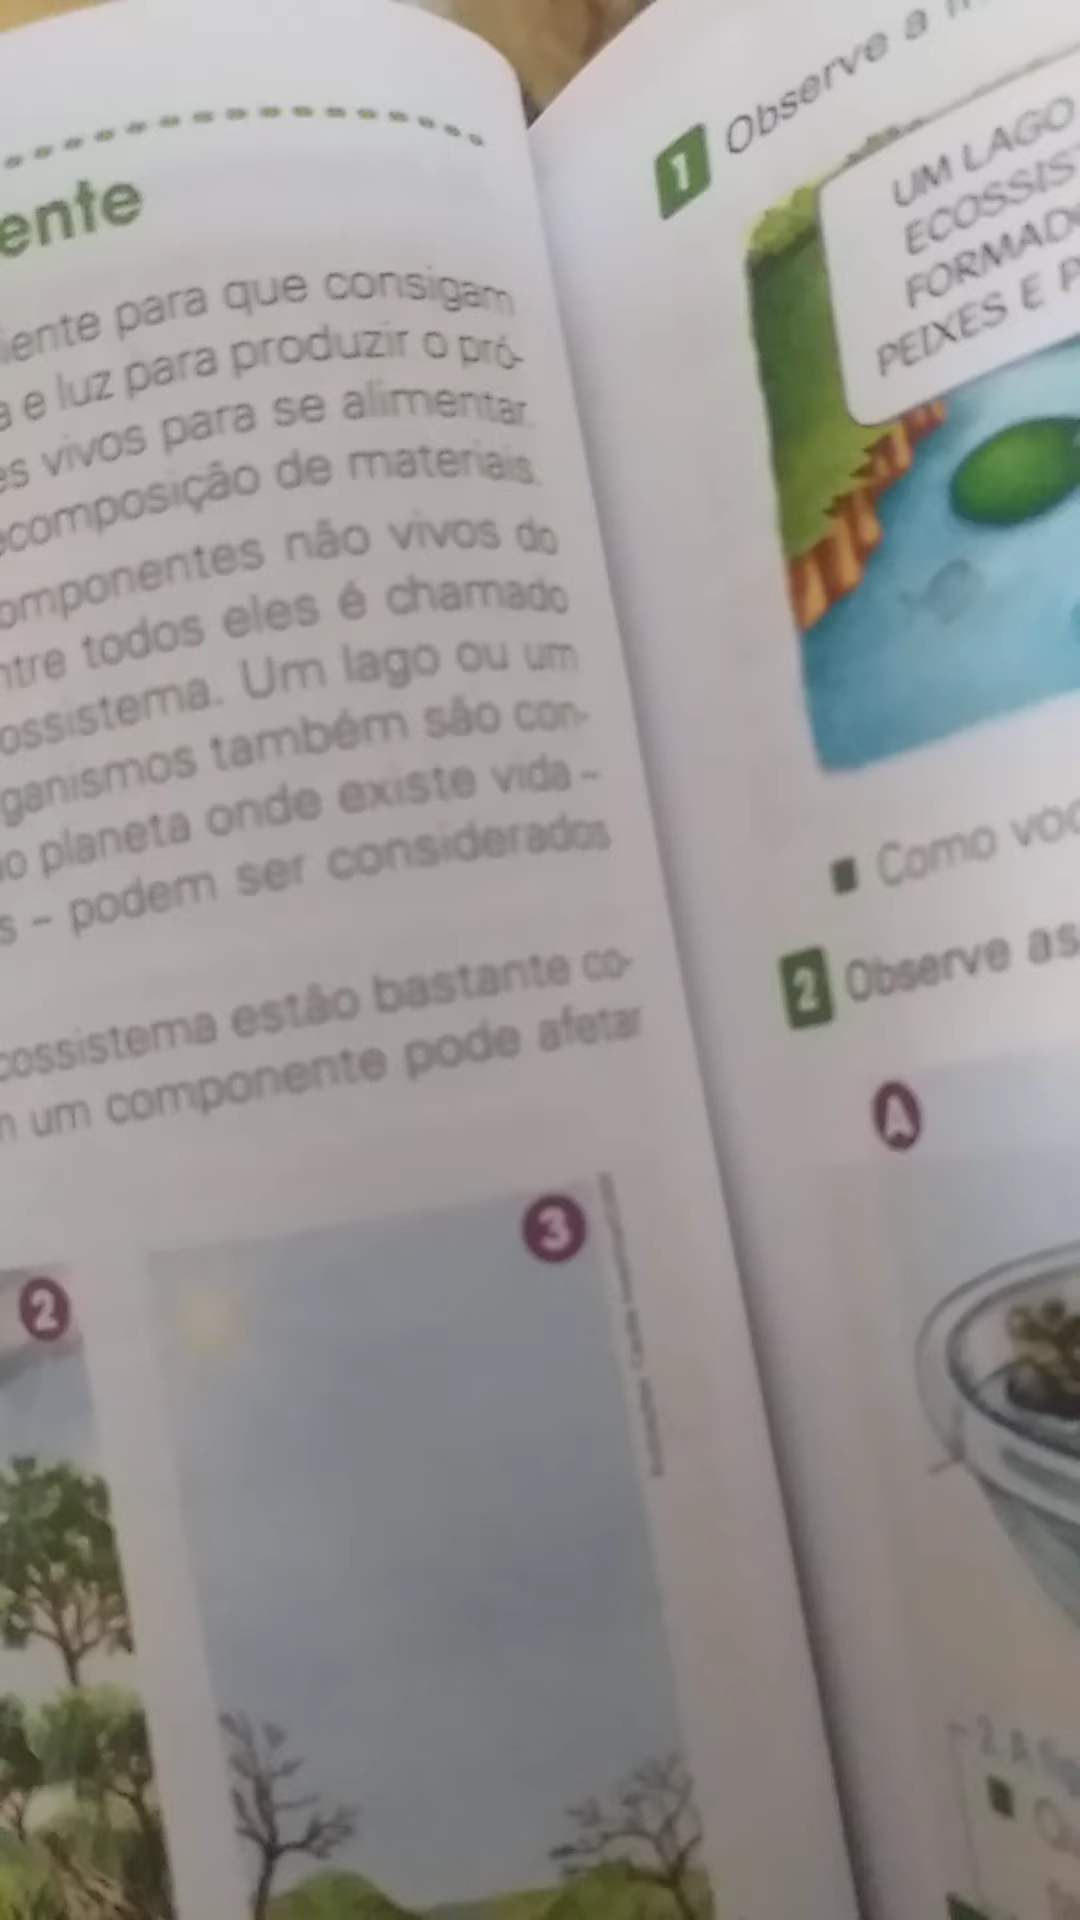 ente
iente para que consigam
a e luz para produzir o pró-
es vivos para se alimentar.
ecomposição de materiais.
omponentes não vivos do
ntre todos eles é chamado
ossistema. Um lago ou um
ganismos também são con-
o planeta onde existe vida –
s – podem ser considerados
cossistema estão bastante co-
m um componente pode afetar
2
3
1 Observe a
UM LAGO
ECOSSIS
FORMADO
PEIXES E P
Como voc
2 Observe as
A